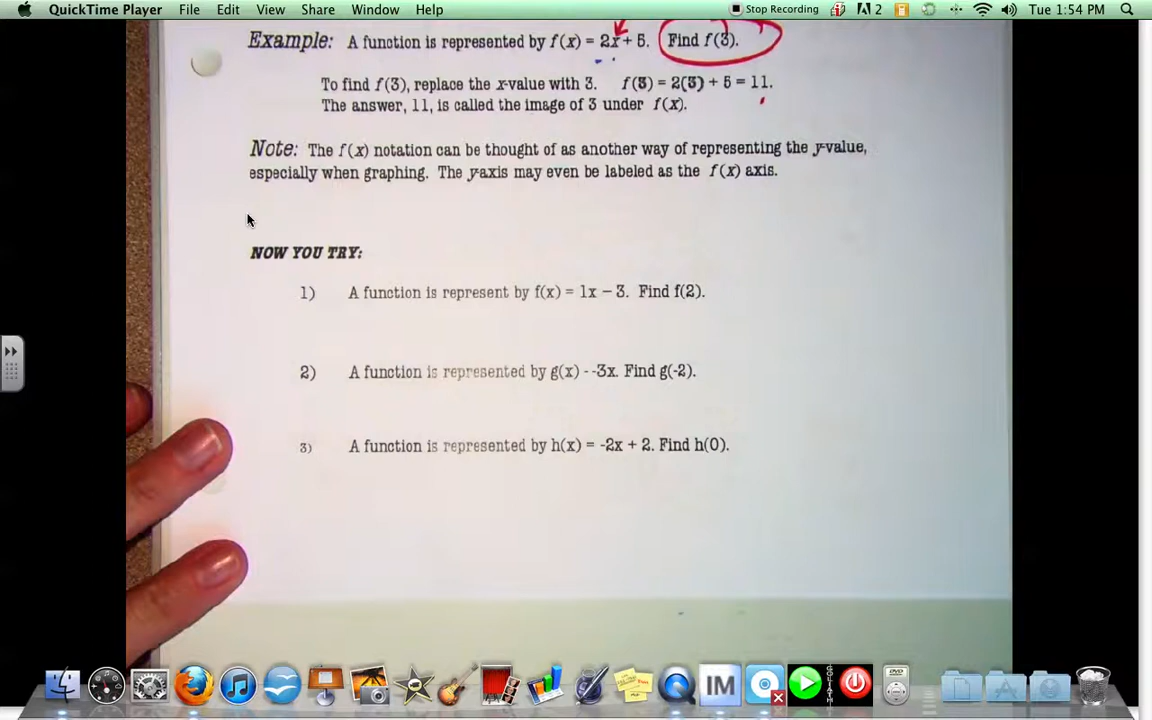 QuickTime Player File Edit View Share Window Help Stop Recording 2 Tue 1:54 PM
Example: A function is represented by f(x) = 2x + 5. Find f(3).
To find f(3), replace the x-value with 3. f(3) = 2(3) + 5 = 11.
The answer, 11, is called the image of 3 under f(x).
Note: The f(x) notation can be thought of as another way of representing the y-value,
especially when graphing. The y-axis may even be labeled as the f(x) axis.
NOW YOU TRY:
1) A function is represent by f(x) = 1x – 3. Find f(2).
2) A function is represented by g(x) --3x. Find g(-2).
3) A function is represented by h(x) = -2x + 2. Find h(0).
IM